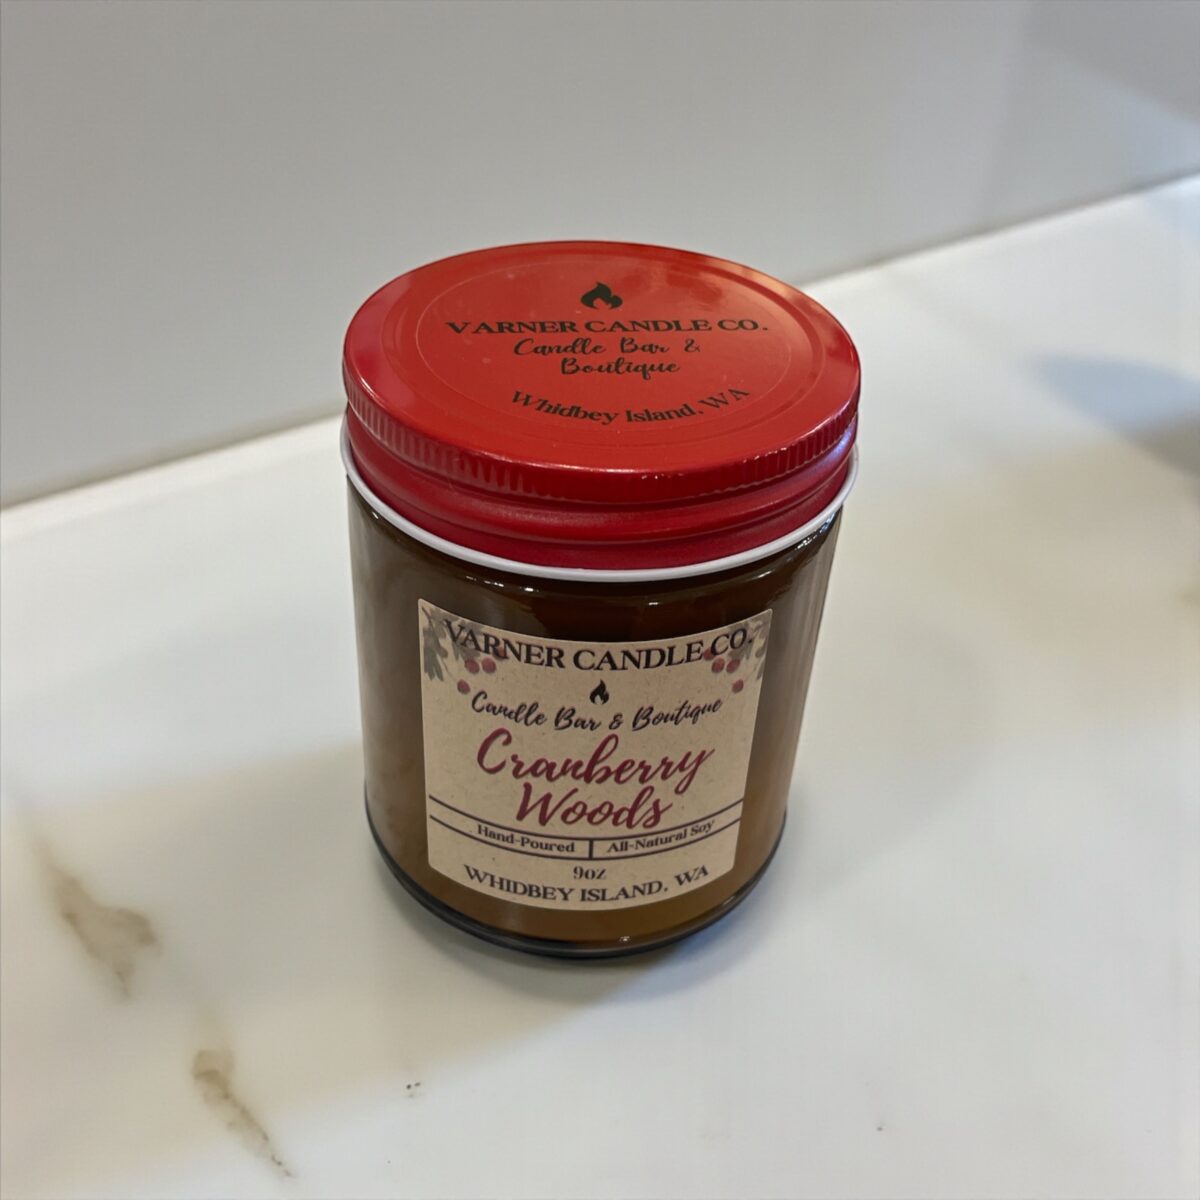 VARNER CANDLE CO.
Candle Bar &
Boutique
Whidbey Island, WA
VARNER CANDLE CO.
Candle Bar & Boutique
Cranberry
Woods
Hand-Poured | All-Natural Soy
9oz
WHIDBEY ISLAND, WA